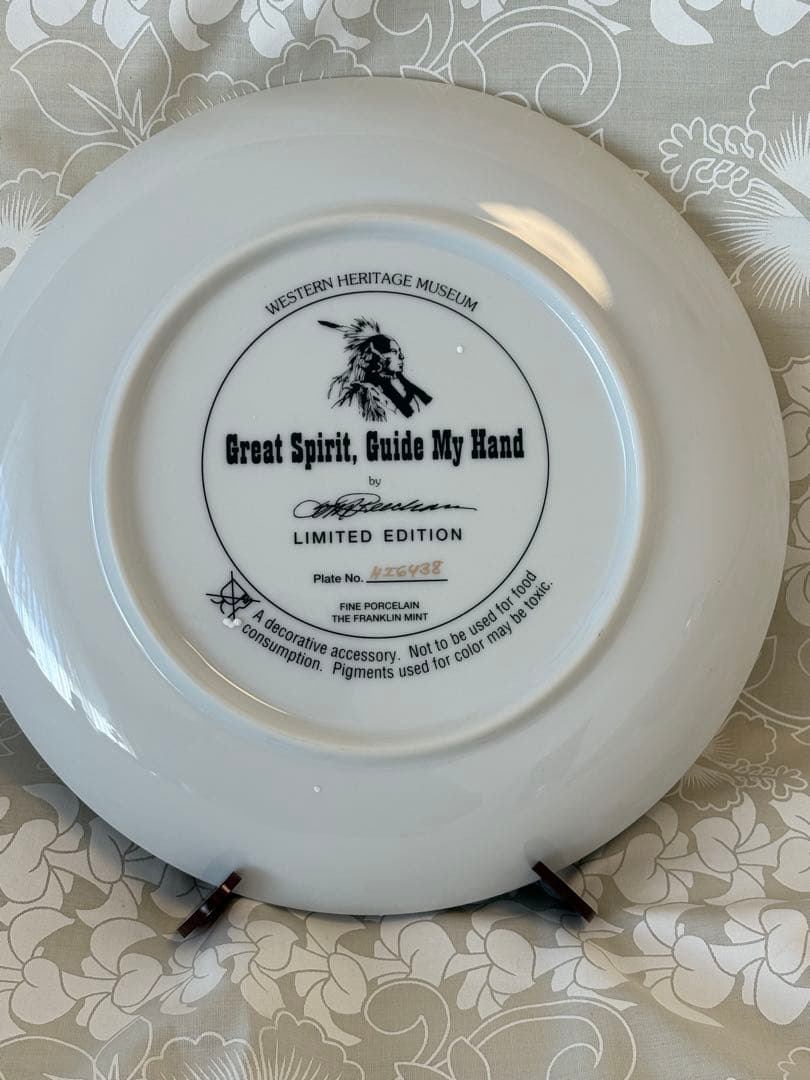 WESTERN HERITAGE MUSEUM
Great Spirit, Guide My Hand
by
LIMITED EDITION
Plate No. HI6438
FINE PORCELAIN
THE FRANKLIN MINT
A decorative accessory. Not to be used for food
consumption. Pigments used for color may be toxic.